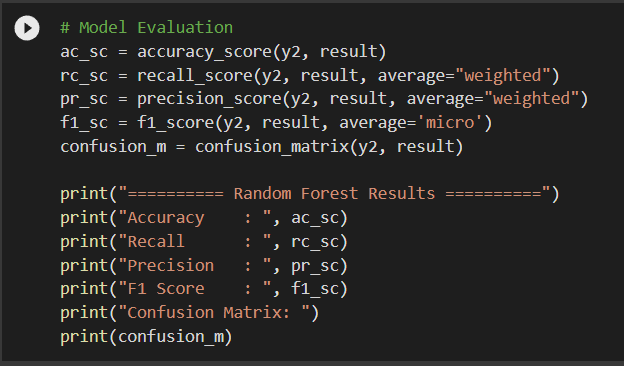 # Model Evaluation
ac_sc = accuracy_score(y2, result)
rc_sc = recall_score(y2, result, average="weighted")
pr_sc = precision_score(y2, result, average="weighted")
f1_sc = f1_score(y2, result, average='micro')
confusion_m = confusion_matrix(y2, result)

print("========== Random Forest Results ==========")
print("Accuracy    : ", ac_sc)
print("Recall      : ", rc_sc)
print("Precision   : ", pr_sc)
print("F1 Score    : ", f1_sc)
print("Confusion Matrix: ")
print(confusion_m)